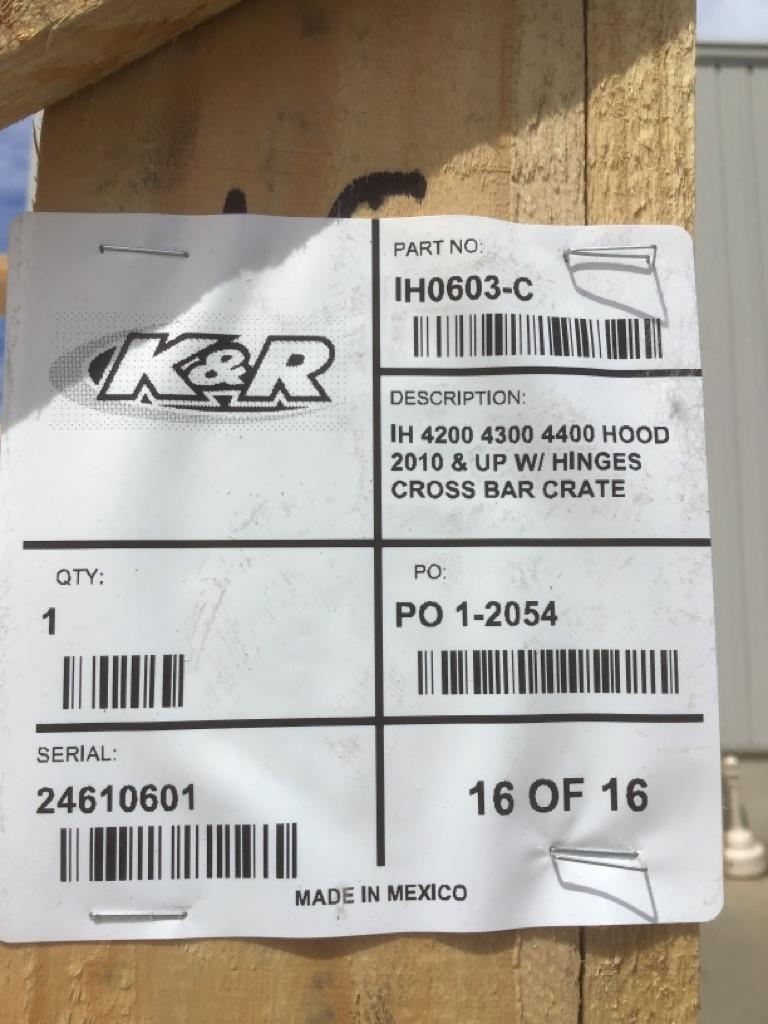 K&R
PART NO:
IH0603-C
DESCRIPTION:
IH 4200 4300 4400 HOOD
2010 & UP W/ HINGES
CROSS BAR CRATE
QTY:
1
PO:
PO 1-2054
SERIAL:
24610601
16 OF 16
MADE IN MEXICO